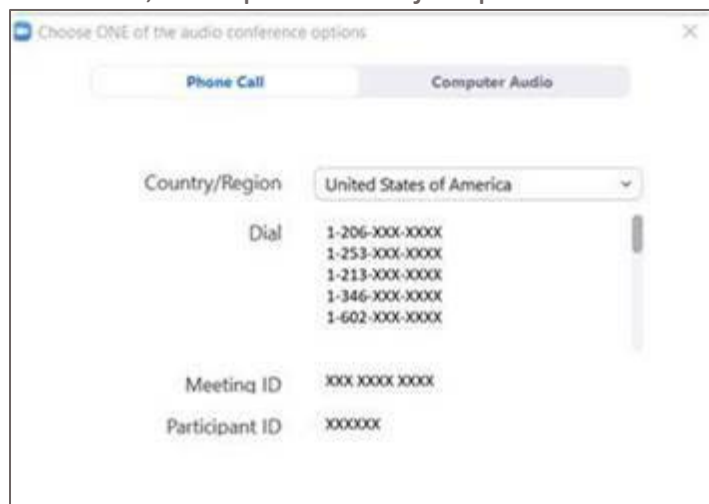 Choose ONE of the audio conference options
Phone Call Computer Audio
Country/Region United States of America
Dial 1-206-XXX-XXXX
1-253-XXX-XXXX
1-213-XXX-XXXX
1-346-XXX-XXXX
1-602-XXX-XXXX
Meeting ID XXX XXXX XXXX
Participant ID XXXXXX